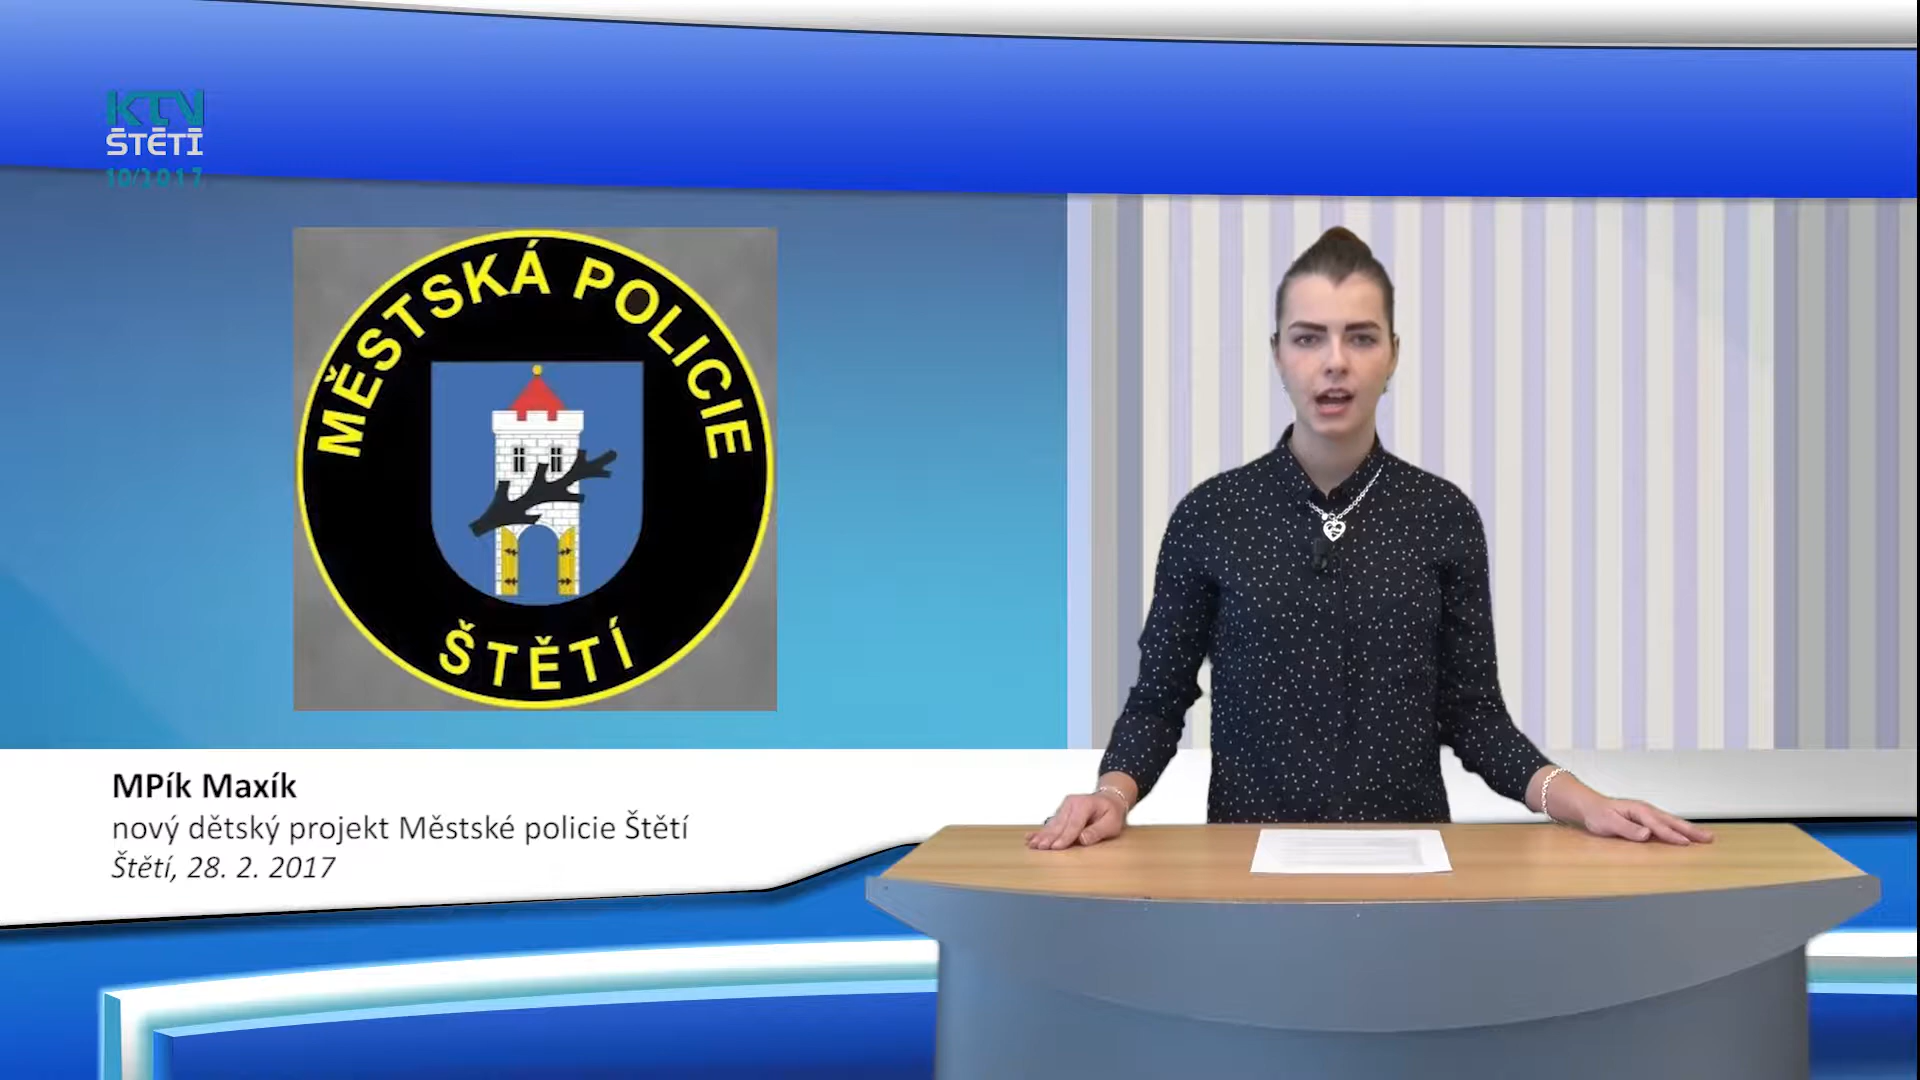 KTV
ŠTĚTÍ
10/2017
MĚSTSKÁ POLICIE
ŠTĚTÍ
MPík Maxík
nový dětský projekt Městské policie Štětí
Štětí, 28. 2. 2017